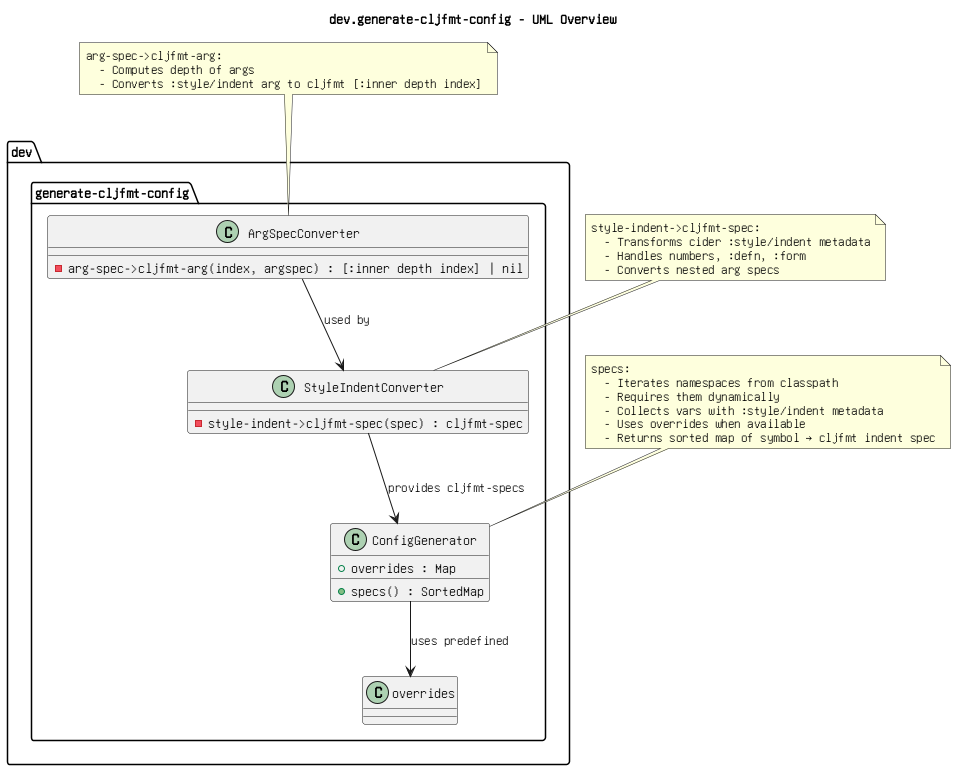 dev.generate-cljfmt-config - UML Overview
arg-spec->cljfmt-arg:
- Computes depth of args
- Converts :style/indent arg to cljfmt [:inner depth index]
dev
generate-cljfmt-config
C ArgSpecConverter
arg-spec->cljfmt-arg(index, argspec) : [:inner depth index] | nil
style-indent->cljfmt-spec:
- Transforms cider :style/indent metadata
- Handles numbers, :defn, :form
- Converts nested arg specs
used by
C StyleIndentConverter
style-indent->cljfmt-spec(spec) : cljfmt-spec
specs:
- Iterates namespaces from classpath
- Requires them dynamically
- Collects vars with :style/indent metadata
- Uses overrides when available
- Returns sorted map of symbol → cljfmt indent spec
provides cljfmt-specs
C ConfigGenerator
overrides : Map
specs() : SortedMap
uses predefined
C overrides